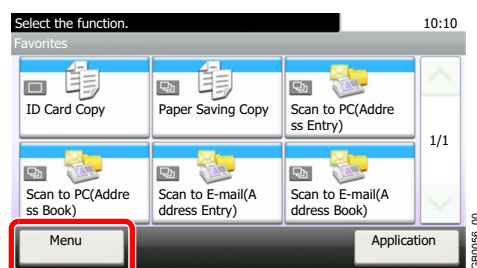 Select the function.
10:10
Favorites
ID Card Copy
Paper Saving Copy
Scan to PC(Addre
ss Entry)
1/1
Scan to PC(Addre
ss Book)
Scan to E-mail(A
ddress Entry)
Scan to E-mail(A
ddress Book)
Menu
Application
GB0056_00